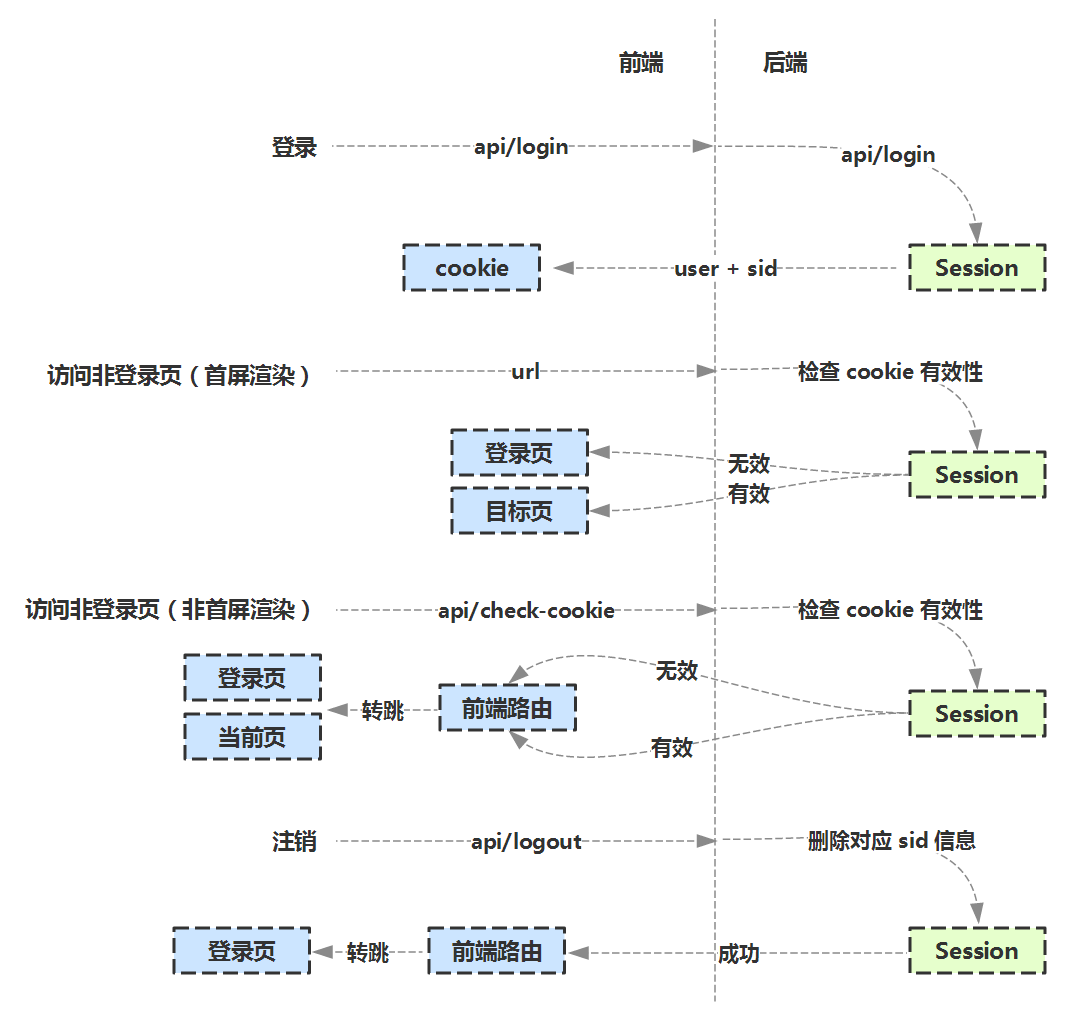 前端
后端
登录
api/login
api/login
cookie
user + sid
Session
访问非登录页（首屏渲染）
url
检查 cookie 有效性
登录页
无效
Session
有效
目标页
访问非登录页（非首屏渲染）
api/check-cookie
检查 cookie 有效性
登录页
无效
转跳
前端路由
Session
当前页
有效
注销
api/logout
删除对应 sid 信息
登录页
转跳
前端路由
成功
Session